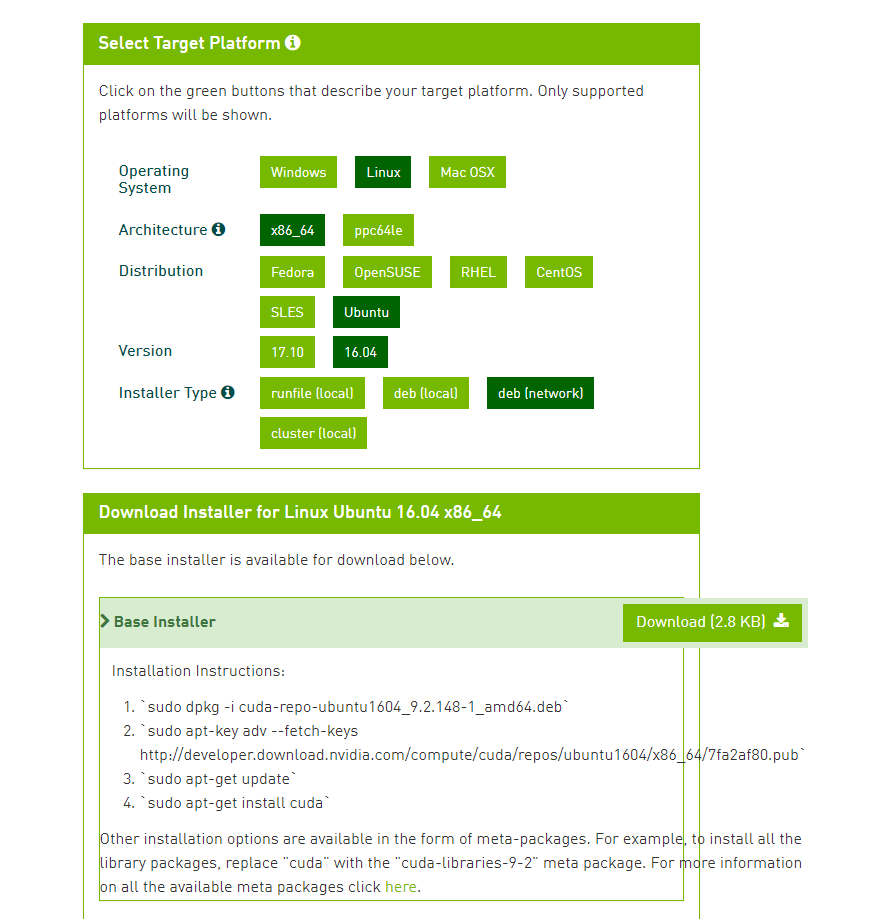 Select Target Platform
Click on the green buttons that describe your target platform. Only supported
platforms will be shown.
Operating
System
Windows Linux Mac OSX
Architecture x86_64 ppc64le
Distribution Fedora OpenSUSE RHEL CentOS
SLES Ubuntu
Version 17.10 16.04
Installer Type runfile (local) deb (local) deb (network)
cluster (local)
Download Installer for Linux Ubuntu 16.04 x86_64
The base installer is available for download below.
Base Installer Download (2.8 KB)
Installation Instructions:
1. `sudo dpkg -i cuda-repo-ubuntu1604_9.2.148-1_amd64.deb`
2. `sudo apt-key adv --fetch-keys
http://developer.download.nvidia.com/compute/cuda/repos/ubuntu1604/x86_64/7fa2af80.pub`
3. `sudo apt-get update`
4. `sudo apt-get install cuda`
Other installation options are available in the form of meta-packages. For example, to install all the
library packages, replace "cuda" with the "cuda-libraries-9-2" meta package. For more information
on all the available meta packages click here.